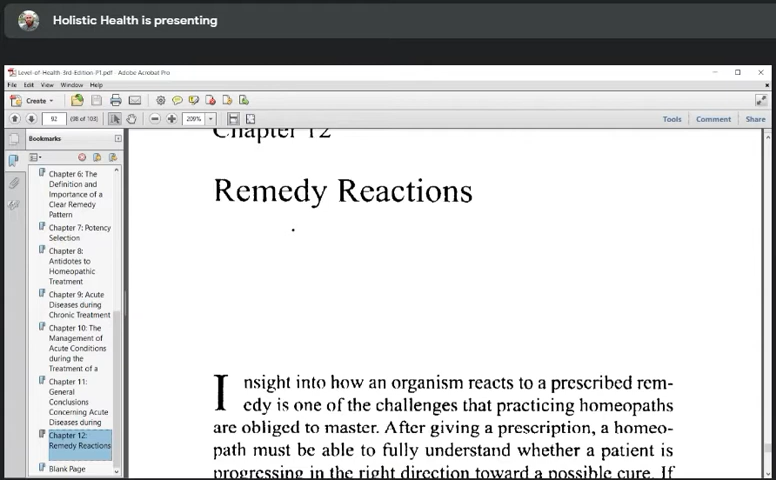 Holistic Health is presenting
Level-of-Health-3rd-Edition.P1.pdf - Adobe Acrobat Pro
File Edit View Window Help
Create
92 (98 of 103) 209% Tools Comment Share
Bookmarks
Chapter 6: The
Definition and
Importance of a
Clear Remedy
Pattern
Chapter 7: Potency
Selection
Chapter 8:
Antidotes to
Homeopathic
Treatment
Chapter 9: Acute
Diseases during
Chronic Treatment
Chapter 10: The
Management of
Acute Conditions
during the
Treatment of a
Chapter 11:
General
Conclusions
Concerning Acute
Diseases during
Chapter 12:
Remedy Reactions
Blank Page
Chapter 12
Remedy Reactions
Insight into how an organism reacts to a prescribed rem-
edy is one of the challenges that practicing homeopaths
are obliged to master. After giving a prescription, a homeo-
path must be able to fully understand whether a patient is
progressing in the right direction toward a possible cure. If